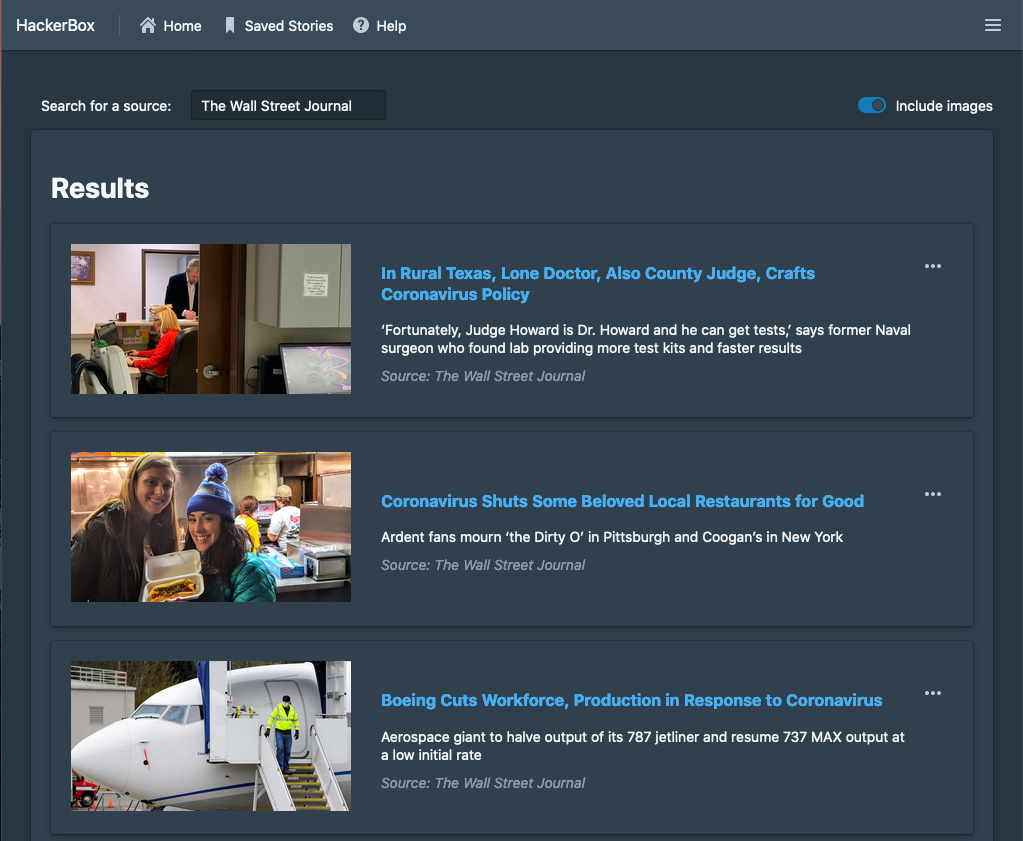 HackerBox
Home
Saved Stories
Help
Search for a source:
The Wall Street Journal
Include images
Results
In Rural Texas, Lone Doctor, Also County Judge, Crafts
Coronavirus Policy
‘Fortunately, Judge Howard is Dr. Howard and he can get tests,’ says former Naval
surgeon who found lab providing more test kits and faster results
Source: The Wall Street Journal
Coronavirus Shuts Some Beloved Local Restaurants for Good
Ardent fans mourn ‘the Dirty O’ in Pittsburgh and Coogan’s in New York
Source: The Wall Street Journal
Boeing Cuts Workforce, Production in Response to Coronavirus
Aerospace giant to halve output of its 787 jetliner and resume 737 MAX output at
a low initial rate
Source: The Wall Street Journal